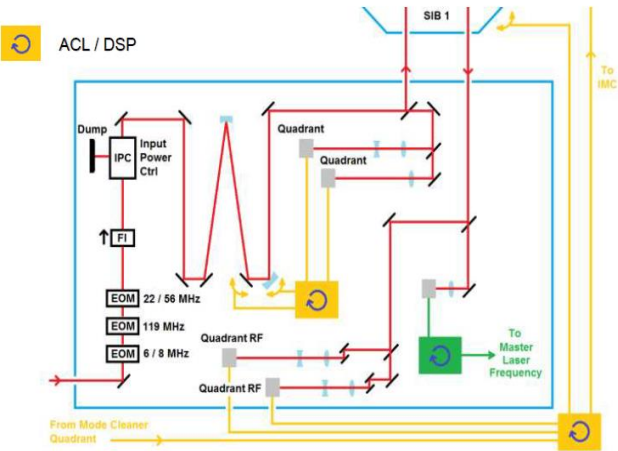 SIB 1
ACL / DSP
To
IMC
Dump
IPC
Input
Power
Ctrl
Quadrant
Quadrant
FI
EOM 22 / 56 MHz
EOM 119 MHz
EOM 6 / 8 MHz
Quadrant RF
Quadrant RF
To
Master
Laser
Frequency
From Mode Cleaner
Quadrant